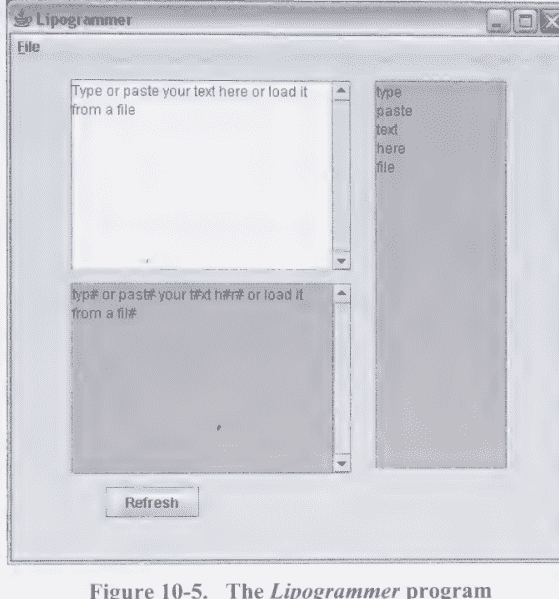 Lipogrammer
File
Type or paste your text here or load it
from a file
type
paste
text
here
file
typ# or past# your t#xt h#r# or load it
from a fil#
Refresh
Figure 10-5. The Lipogrammer program